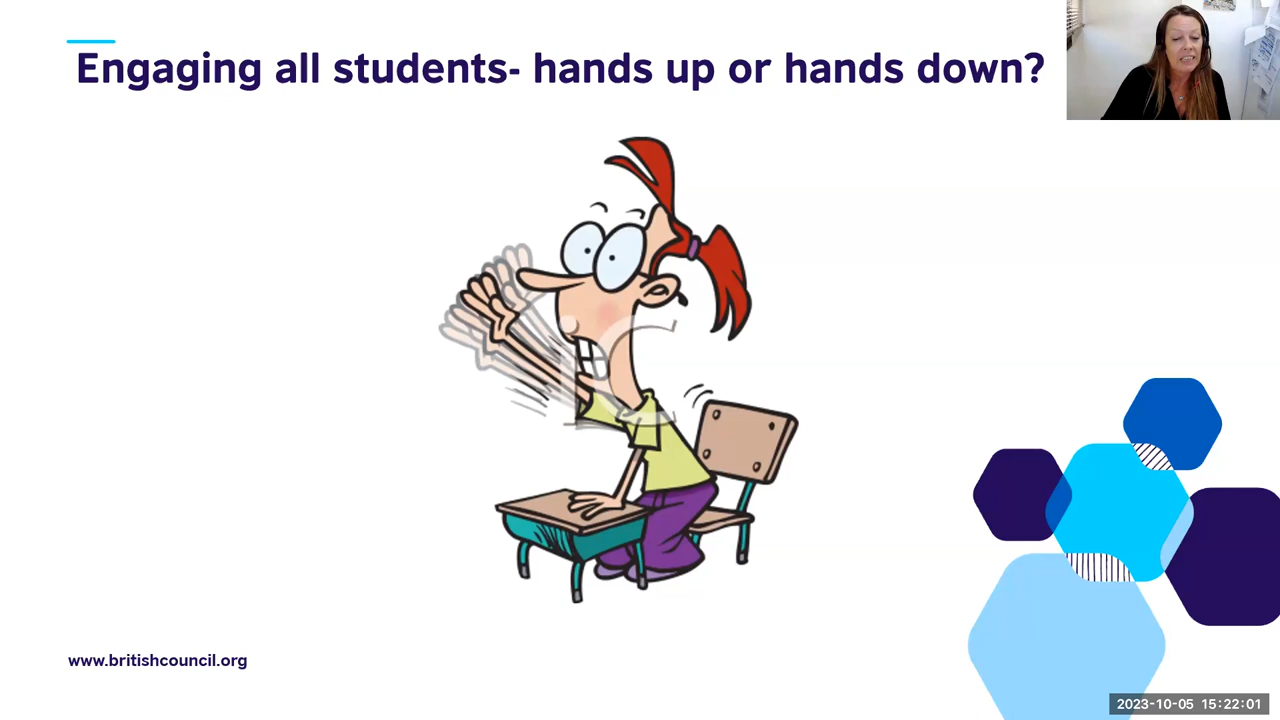 Engaging all students- hands up or hands down?
www.britishcouncil.org
2023-10-05 15:22:01